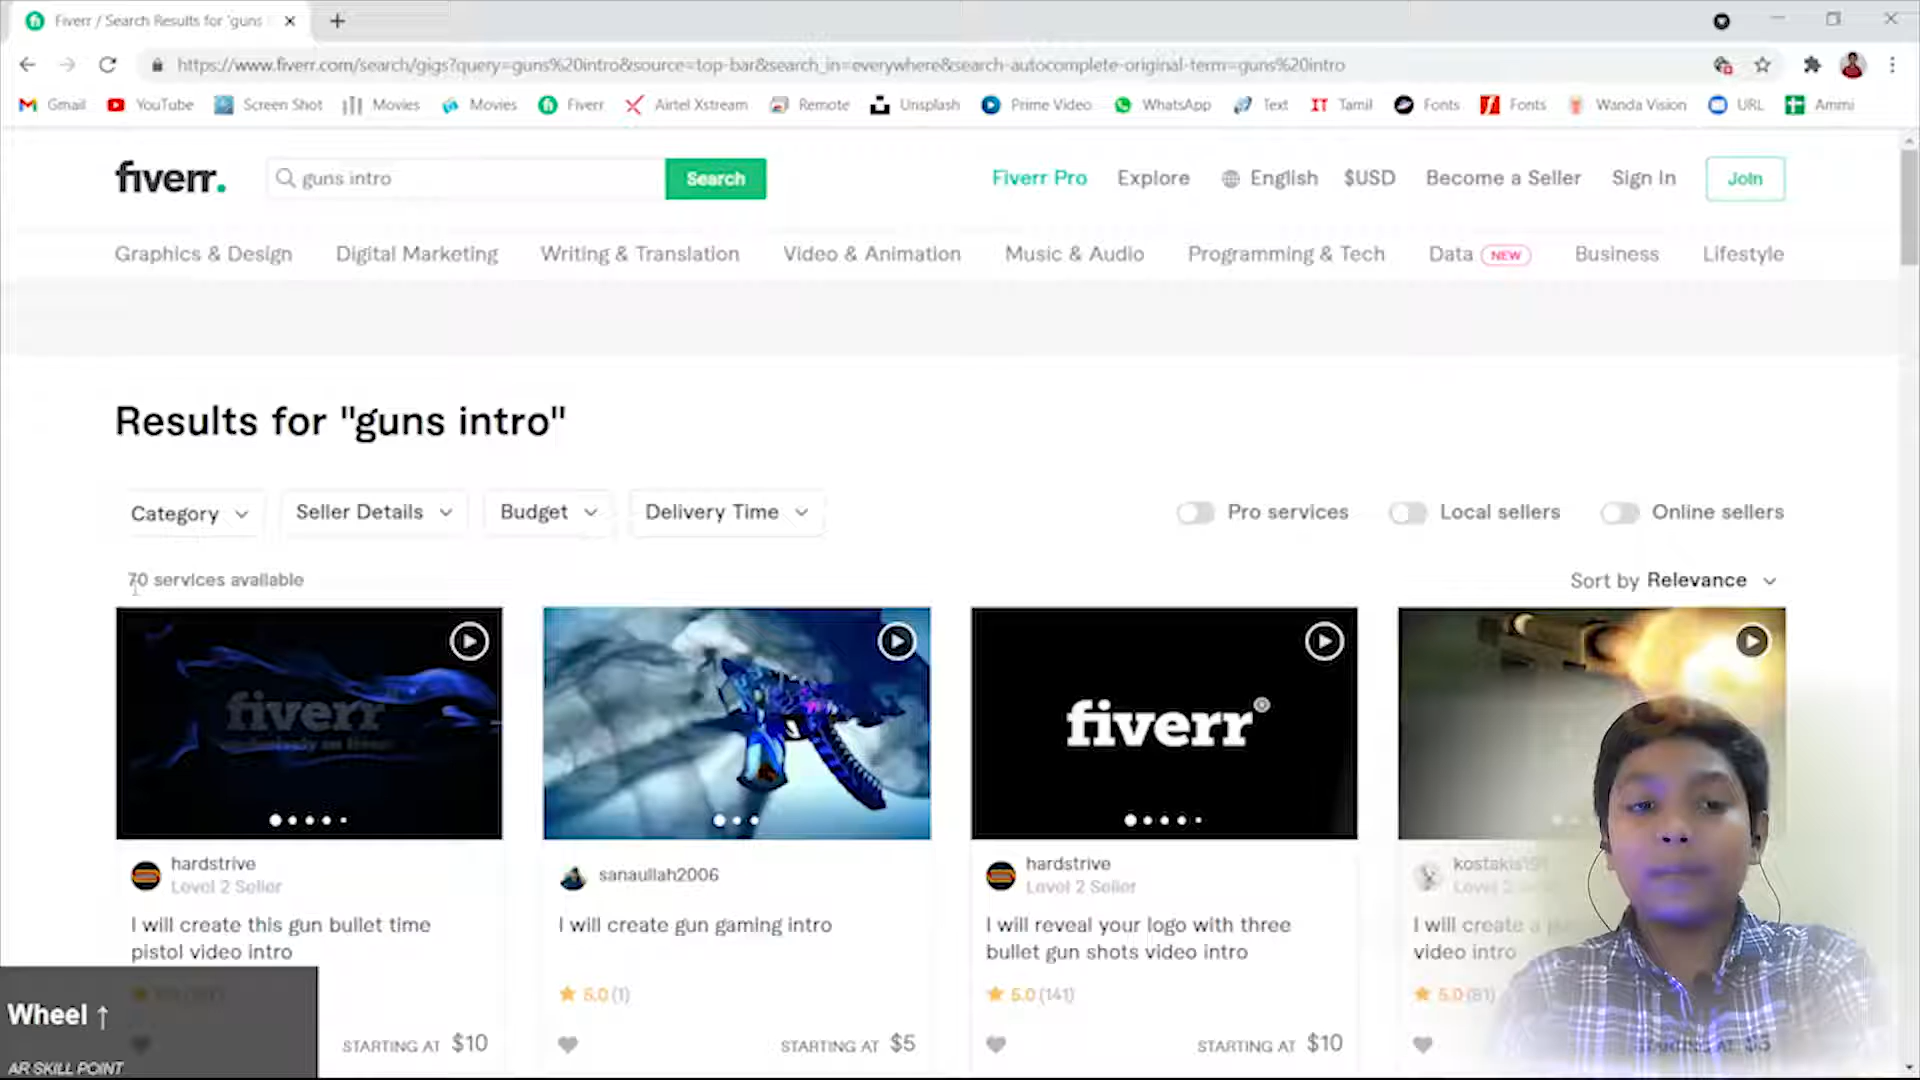 Fiverr / Search Results for 'guns
https://www.fiverr.com/search/gigs?query=guns%20intro&source=top-bar&search_in=everywhere&search-autocomplete-original-term=guns%20intro
Gmail YouTube Screen Shot Movies Movies Fiverr Airtel Xstream Remote Unsplash Prime Video WhatsApp Text Tamil Fonts Fonts Wanda Vision URL Ammi
fiverr. guns intro Search Fiverr Pro Explore English $USD Become a Seller Sign In Join
Graphics & Design Digital Marketing Writing & Translation Video & Animation Music & Audio Programming & Tech Data NEW Business Lifestyle
Results for "guns intro"
Category Seller Details Budget Delivery Time Pro services Local sellers Online sellers
70 services available Sort by Relevance
fiverr fiverr
hardstrive sanaullah2006 hardstrive
Level 2 Seller Level 2 Seller Level 2
I will create this gun bullet time I will create gun gaming intro I will reveal your logo with three I will create a
pistol video intro bullet gun shots video intro video intro
5.0 (1) 5.0 (141) 5.0 (81)
STARTING AT $10 STARTING AT $5 STARTING AT $10
Wheel ↑
AR SKILL POINT